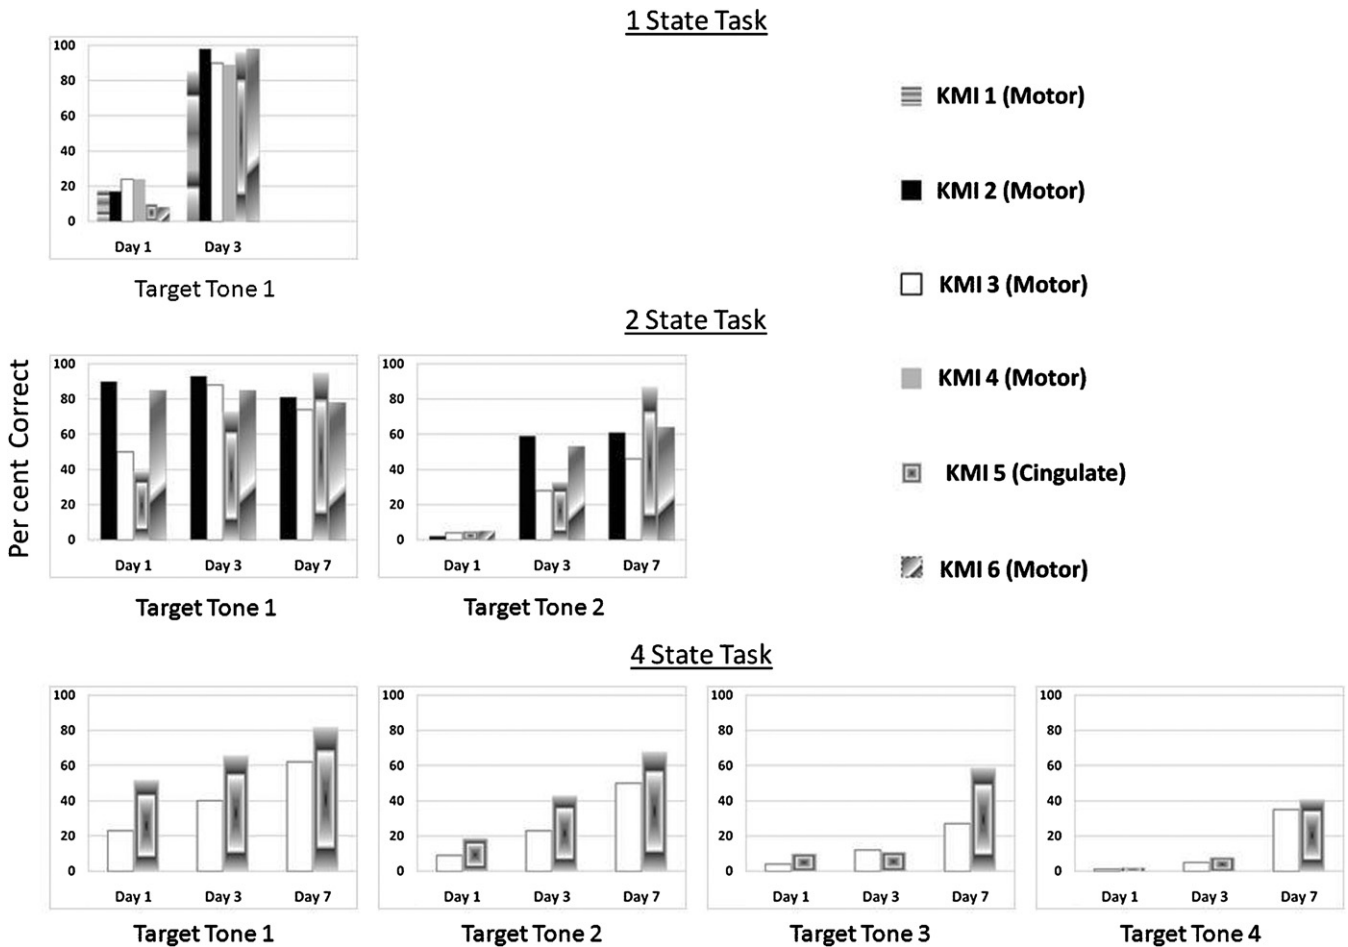 1 State Task
100
80
60
40
20
0
Day 1 Day 3
Target Tone 1
KMI 1 (Motor)
KMI 2 (Motor)
KMI 3 (Motor)
KMI 4 (Motor)
KMI 5 (Cingulate)
KMI 6 (Motor)
2 State Task
Per cent Correct
100
80
60
40
20
0
Day 1 Day 3 Day 7
Target Tone 1
100
80
60
40
20
0
Day 1 Day 3 Day 7
Target Tone 2
4 State Task
100
80
60
40
20
0
Day 1 Day 3 Day 7
Target Tone 1
100
80
60
40
20
0
Day 1 Day 3 Day 7
Target Tone 2
100
80
60
40
20
0
Day 1 Day 3 Day 7
Target Tone 3
100
80
60
40
20
0
Day 1 Day 3 Day 7
Target Tone 4